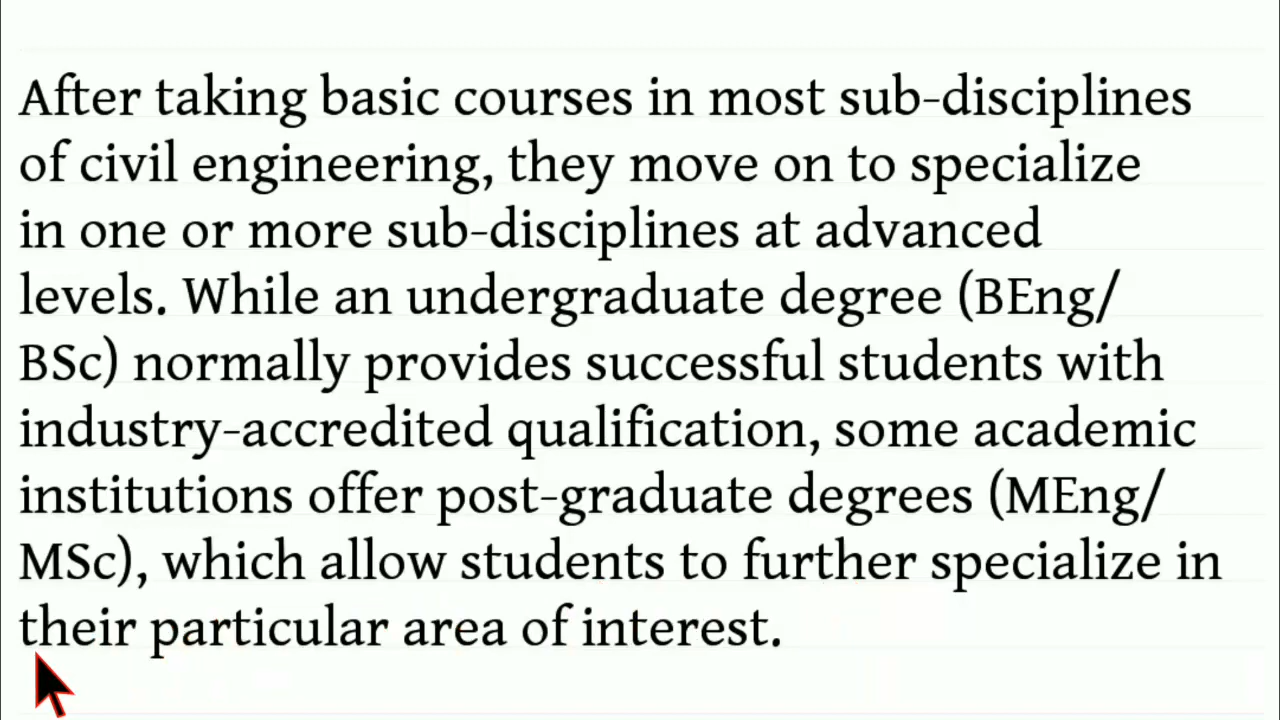 After taking basic courses in most sub-disciplines
of civil engineering, they move on to specialize
in one or more sub-disciplines at advanced
levels. While an undergraduate degree (BEng/
BSc) normally provides successful students with
industry-accredited qualification, some academic
institutions offer post-graduate degrees (MEng/
MSc), which allow students to further specialize in
their particular area of interest.